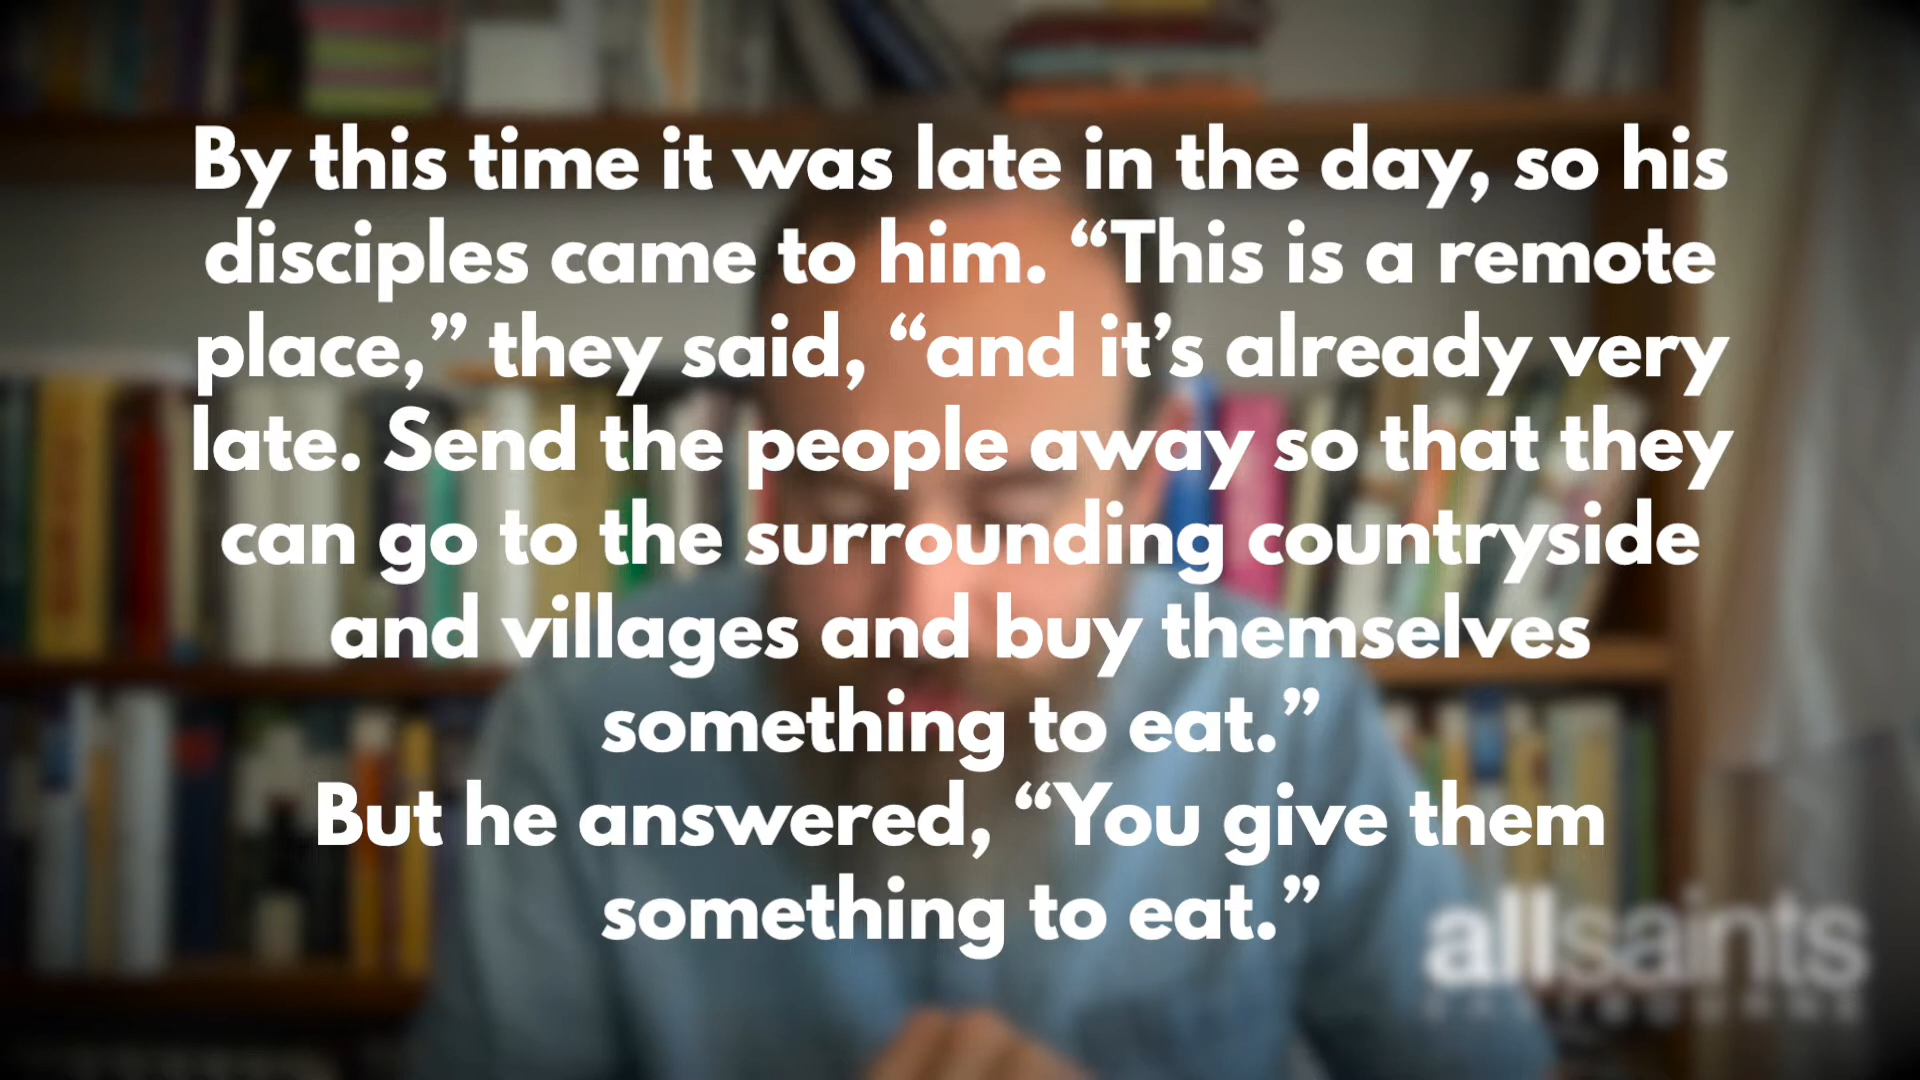 By this time it was late in the day, so his
disciples came to him. “This is a remote
place,” they said, “and it’s already very
late. Send the people away so that they
can go to the surrounding countryside
and villages and buy themselves
something to eat.”
But he answered, “You give them
something to eat.”
allsaints